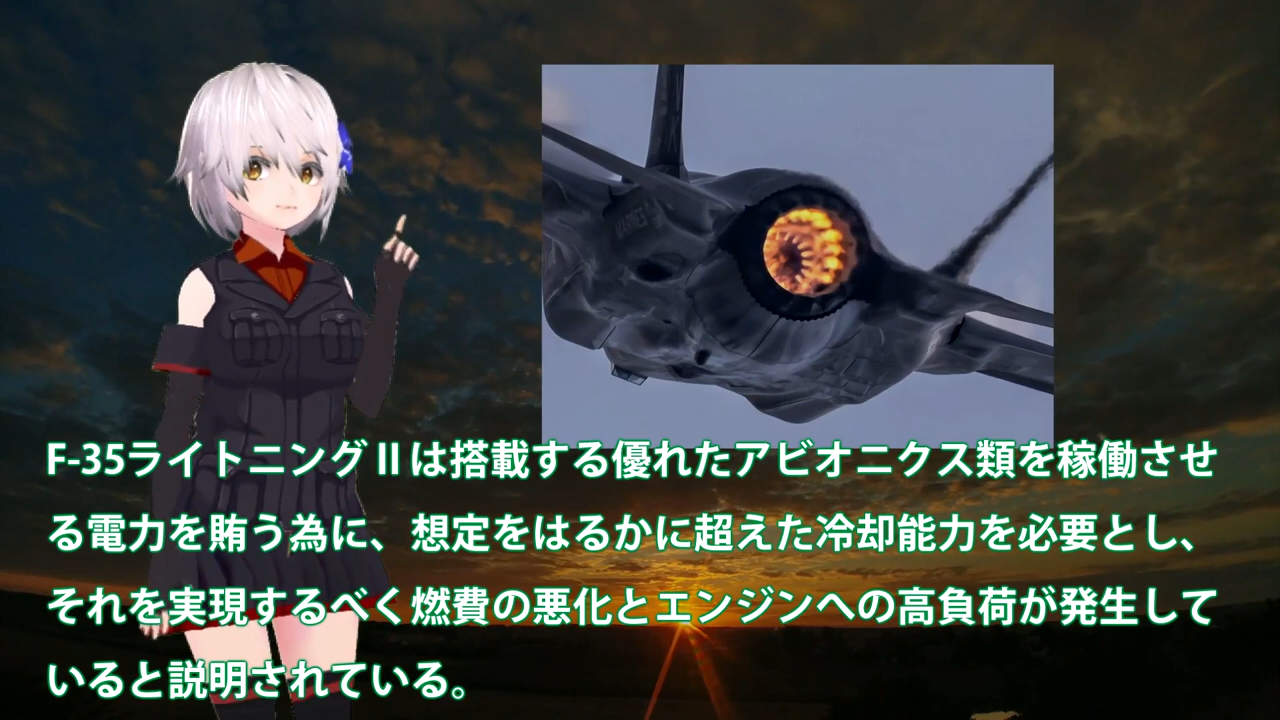 F-35ライトニングⅡは搭載する優れたアビオニクス類を稼働させ
る電力を賄う為に、想定をはるかに超えた冷却能力を必要とし、
それを実現するべく燃費の悪化とエンジンへの高負荷が発生して
いると説明されている。